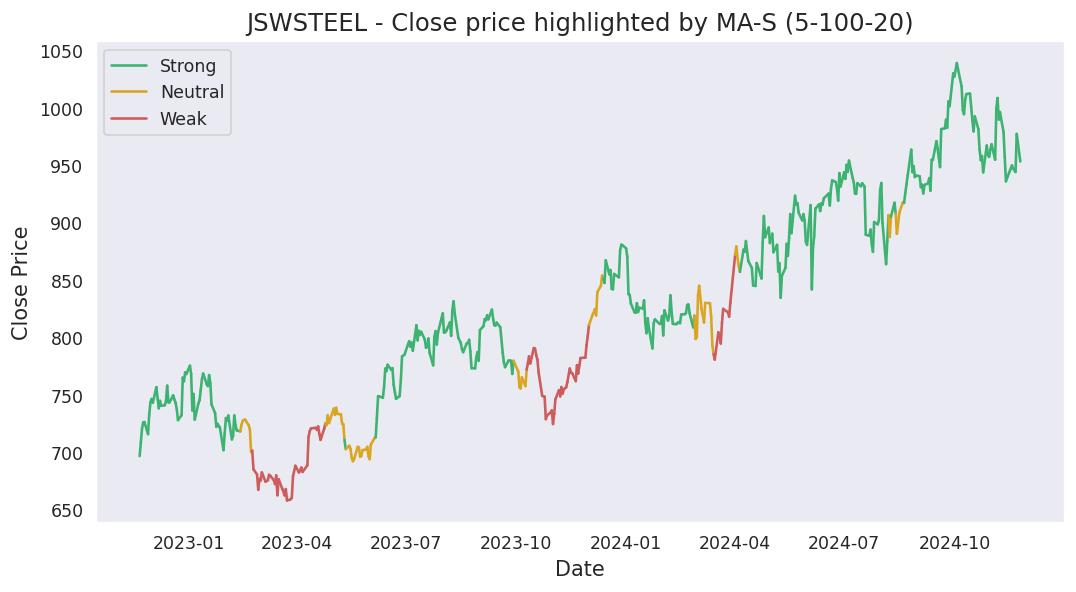 JSWSTEEL - Close price highlighted by MA-S (5-100-20)
1050
1000
950
900
850
800
750
700
650
Close Price
Strong
Neutral
Weak
2023-01 2023-04 2023-07 2023-10 2024-01 2024-04 2024-07 2024-10
Date